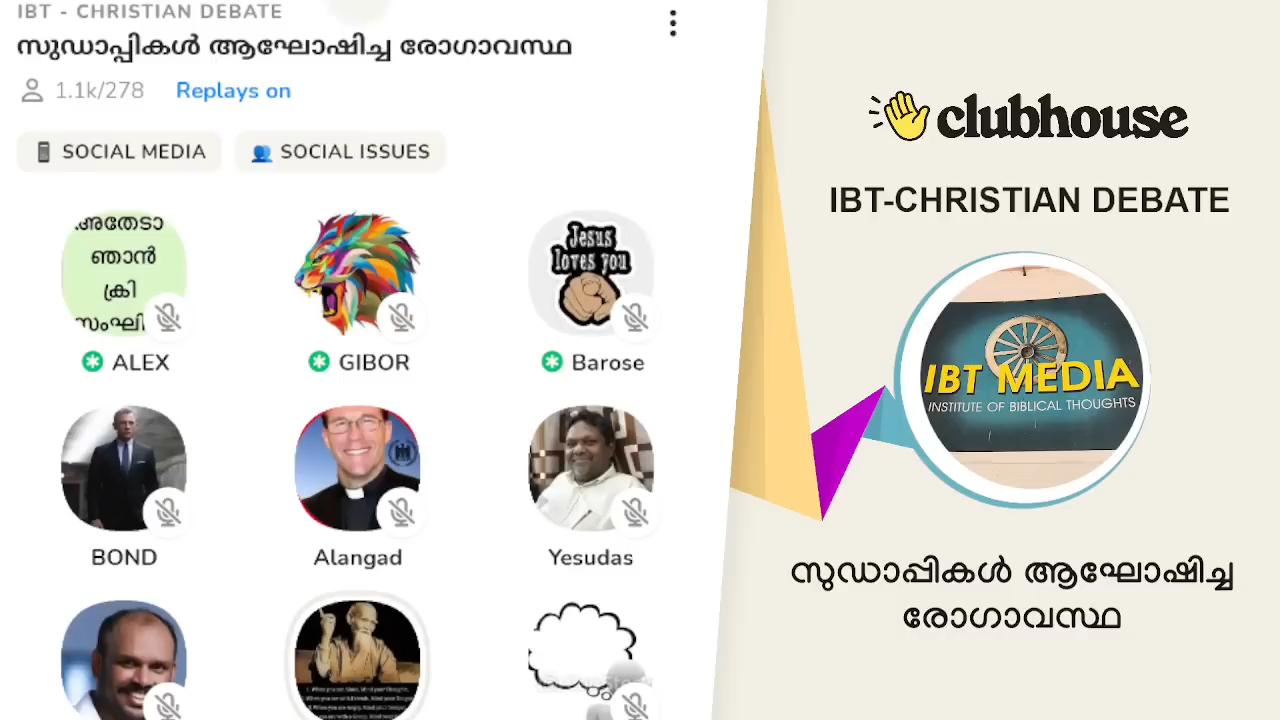 IBT - CHRISTIAN DEBATE
സുഡാപ്പികൾ ആഘോഷിച്ച രോഗാവസ്ഥ
1.1k/278 Replays on
SOCIAL MEDIA SOCIAL ISSUES
അതേടാ
ഞാൻ
ക്രി
സംഘി
Jesus
loves you
ALEX GIBOR Barose
BOND Alangad Yesudas
clubhouse
IBT-CHRISTIAN DEBATE
IBT MEDIA
INSTITUTE OF BIBLICAL THOUGHTS
സുഡാപ്പികൾ ആഘോഷിച്ച
രോഗാവസ്ഥ